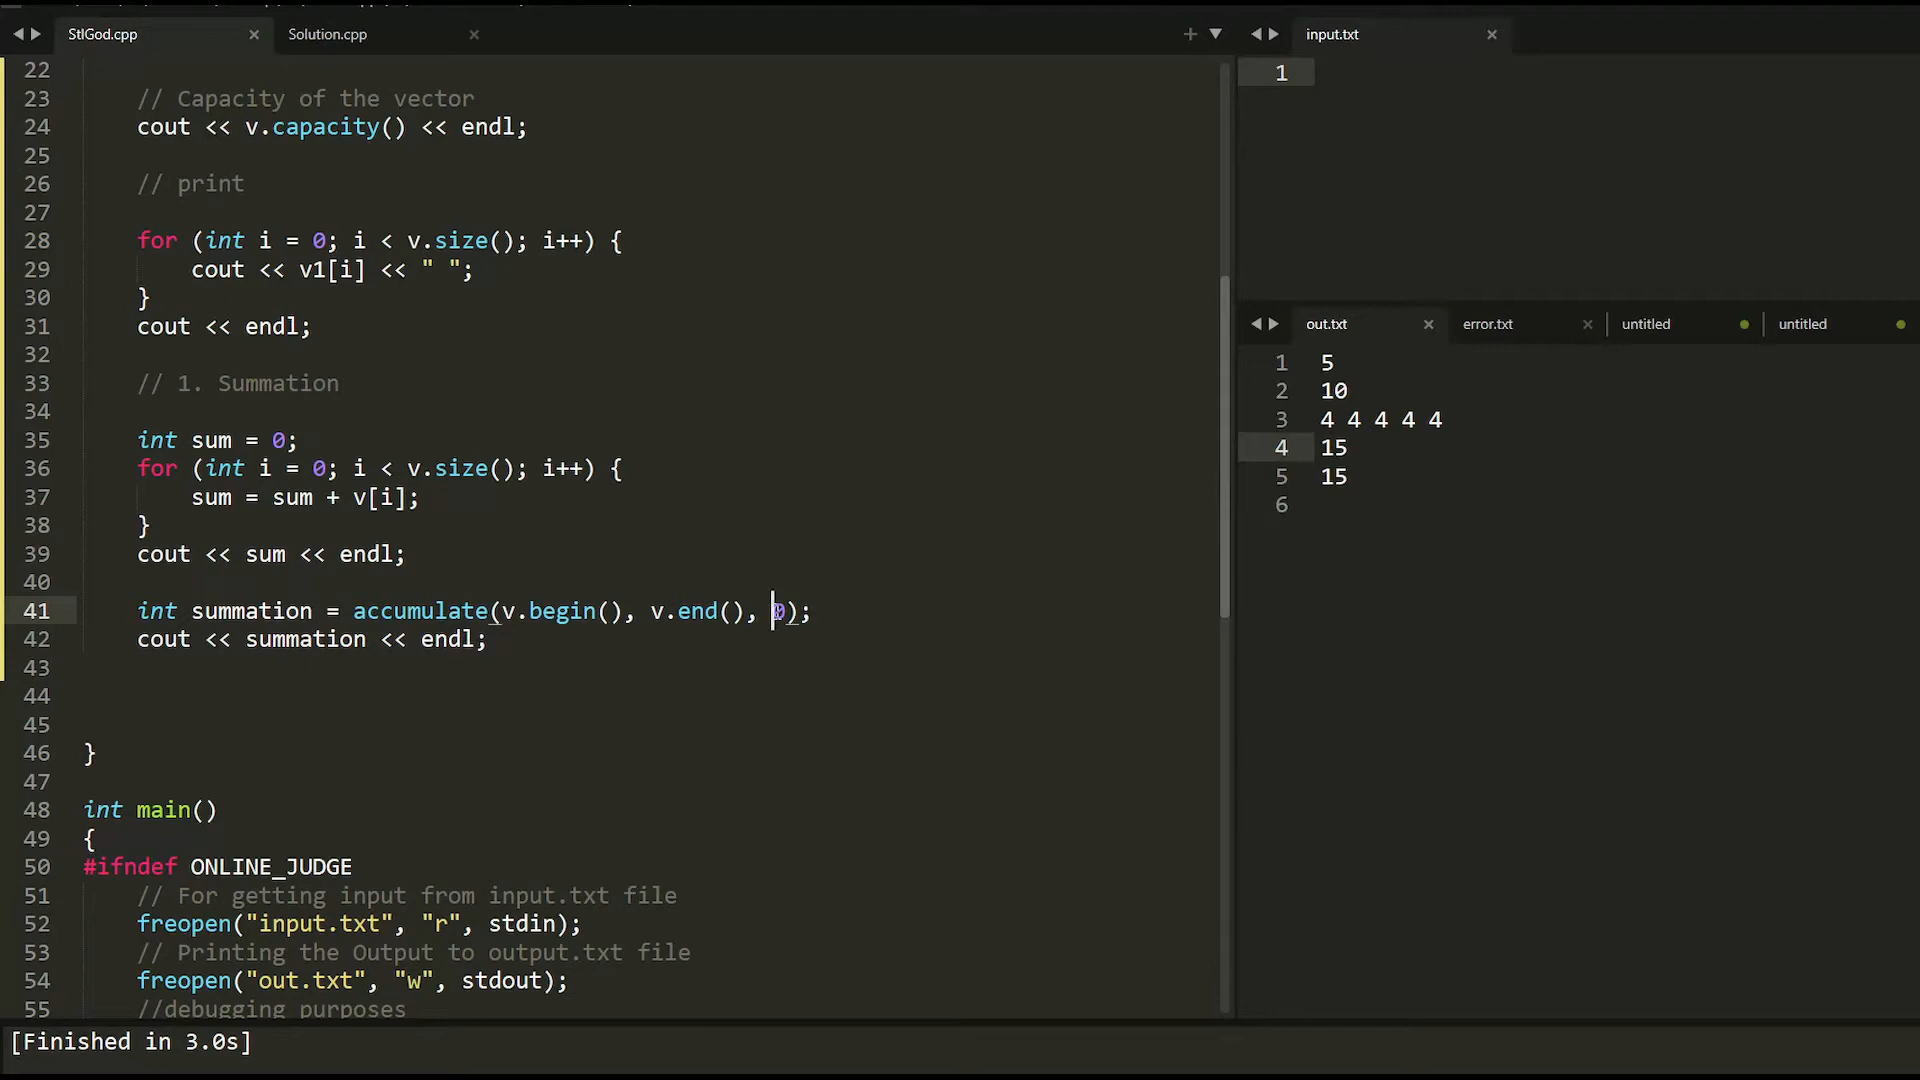 StlGod.cpp
Solution.cpp
22
23 // Capacity of the vector
24 cout << v.capacity() << endl;
25
26 // print
27
28 for (int i = 0; i < v.size(); i++) {
29 cout << v1[i] << " ";
30 }
31 cout << endl;
32
33 // 1. Summation
34
35 int sum = 0;
36 for (int i = 0; i < v.size(); i++) {
37 sum = sum + v[i];
38 }
39 cout << sum << endl;
40
41 int summation = accumulate(v.begin(), v.end(), 0);
42 cout << summation << endl;
43
44
45
46 }
47
48 int main()
49 {
50 #ifndef ONLINE_JUDGE
51 // For getting input from input.txt file
52 freopen("input.txt", "r", stdin);
53 // Printing the Output to output.txt file
54 freopen("out.txt", "w", stdout);
55 //debugging purposes
[Finished in 3.0s]
input.txt
1
out.txt
error.txt
untitled
untitled
1 5
2 10
3 4 4 4 4 4
4 15
5 15
6